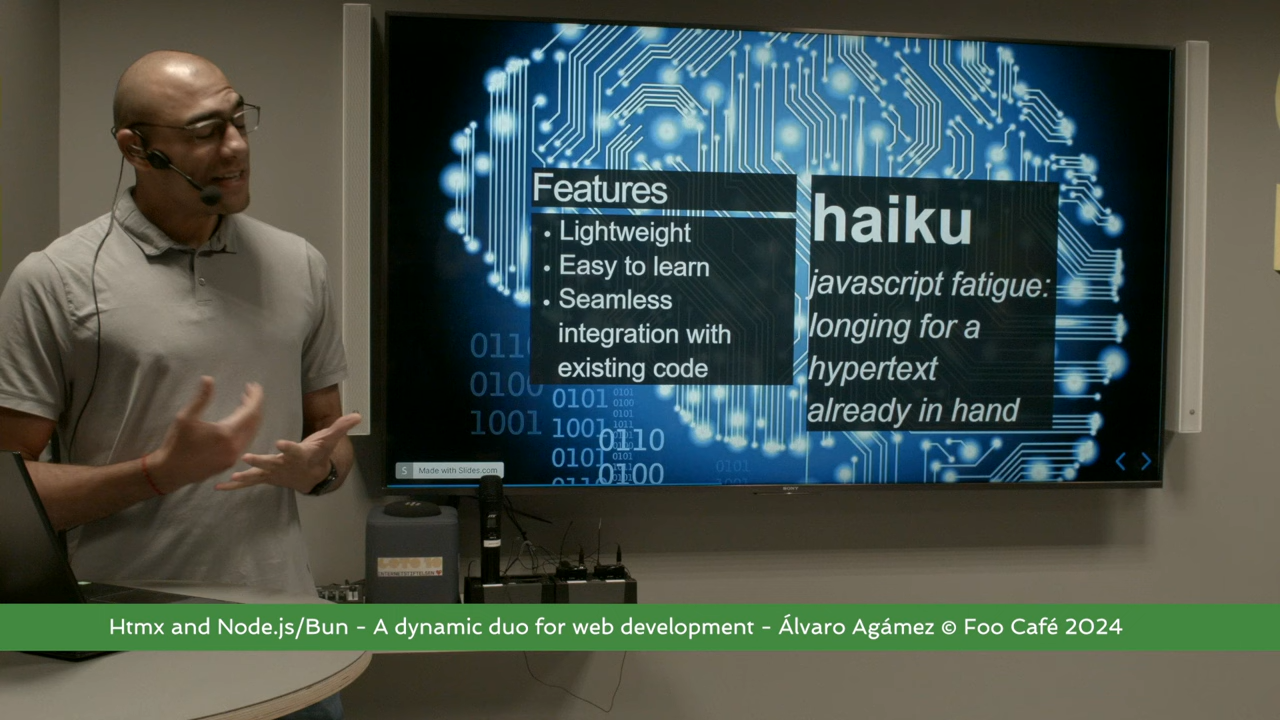 Features
• Lightweight
• Easy to learn
• Seamless
integration with
existing code
haiku
javascript fatigue:
longing for a
hypertext
already in hand
0110
0100
1001
0101
1001
0101
0110
0100
0101
S Made with Slides.com
SONY
Htmx and Node.js/Bun - A dynamic duo for web development - Álvaro Agámez © Foo Café 2024